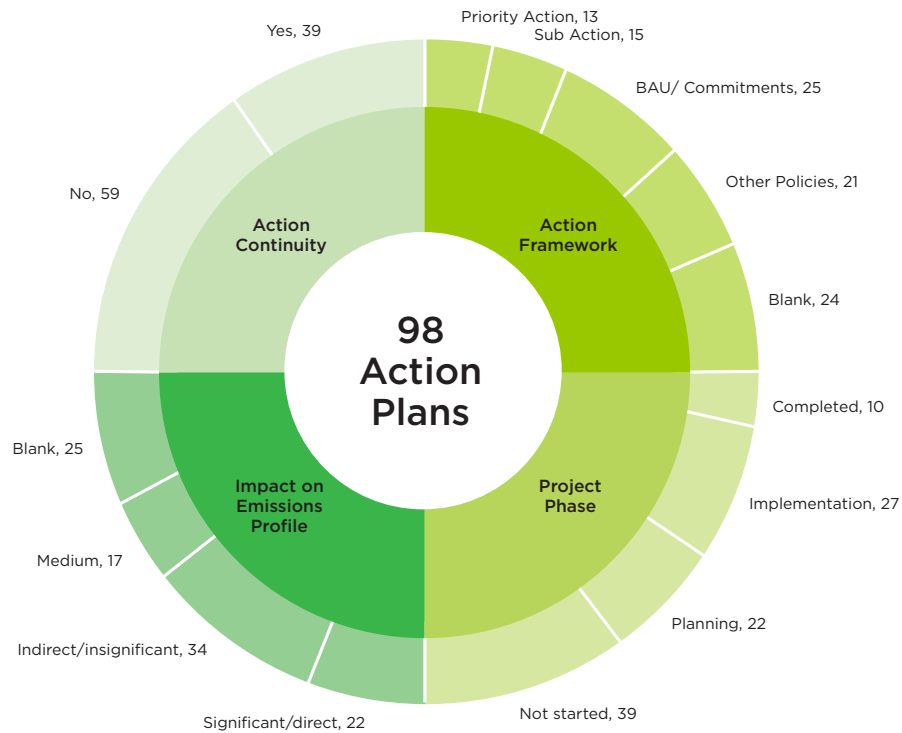 Priority Action, 13
Sub Action, 15
BAU/ Commitments, 25
Other Policies, 21
Blank, 24
Completed, 10
Implementation, 27
Planning, 22
Not started, 39
Significant/direct, 22
Indirect/insignificant, 34
Medium, 17
Blank, 25
No, 59
Yes, 39
Action
Continuity
Action
Framework
98
Action
Plans
Impact on
Emissions
Profile
Project
Phase